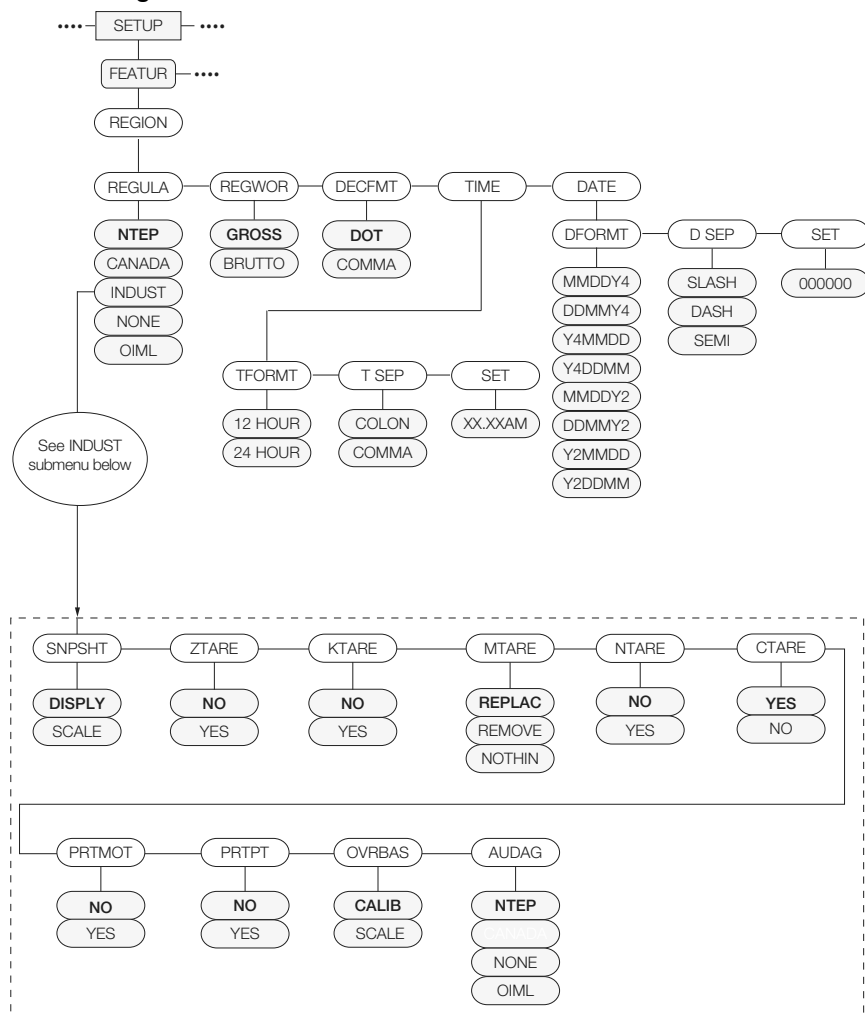 •••• SETUP ••••
FEATUR ••••
REGION
REGULA REGWOR DECFMT TIME DATE
NTEP
CANADA
INDUST
NONE
OIML
GROSS
BRUTTO
DOT
COMMA
DFORMT D SEP SET
MMDDY4
DDMMY4
Y4MMDD
Y4DDMM
MMDDY2
DDMMY2
Y2MMDD
Y2DDMM
SLASH
DASH
SEMI
000000
TFORMT T SEP SET
12 HOUR
24 HOUR
COLON
COMMA
XX.XXAM
See INDUST
submenu below
SNPSHT ZTARE KTARE MTARE NTARE CTARE
DISPLY
SCALE
NO
YES
NO
YES
REPLAC
REMOVE
NOTHIN
NO
YES
YES
NO
PRTMOT PRTPT OVRBAS AUDAG
NO
YES
NO
YES
CALIB
SCALE
NTEP
CANADA
NONE
OIML